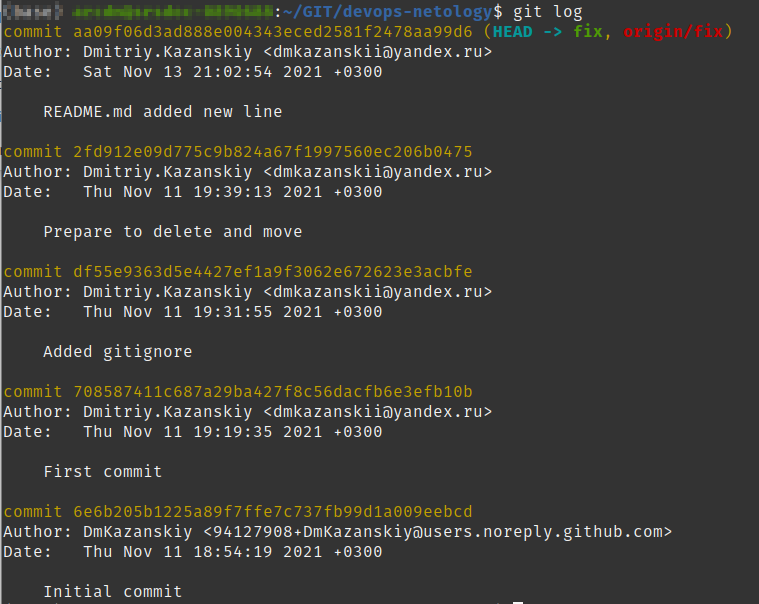 :~/GIT/devops-netology$ git log
commit aa09f06d3ad888e004343eced2581f2478aa99d6 (HEAD -> fix, origin/fix)
Author: Dmitriy.Kazanskiy <dmkazanskii@yandex.ru>
Date:   Sat Nov 13 21:02:54 2021 +0300
README.md added new line
commit 2fd912e09d775c9b824a67f1997560ec206b0475
Author: Dmitriy.Kazanskiy <dmkazanskii@yandex.ru>
Date:   Thu Nov 11 19:39:13 2021 +0300
Prepare to delete and move
commit df55e9363d5e4427ef1a9f3062e672623e3acbfe
Author: Dmitriy.Kazanskiy <dmkazanskii@yandex.ru>
Date:   Thu Nov 11 19:31:55 2021 +0300
Added gitignore
commit 708587411c687a29ba427f8c56dacfb6e3efb10b
Author: Dmitriy.Kazanskiy <dmkazanskii@yandex.ru>
Date:   Thu Nov 11 19:19:35 2021 +0300
First commit
commit 6e6b205b1225a89f7ffe7c737fb99d1a009eebcd
Author: DmKazanskiy <94127908+DmKazanskiy@users.noreply.github.com>
Date:   Thu Nov 11 18:54:19 2021 +0300
Initial commit